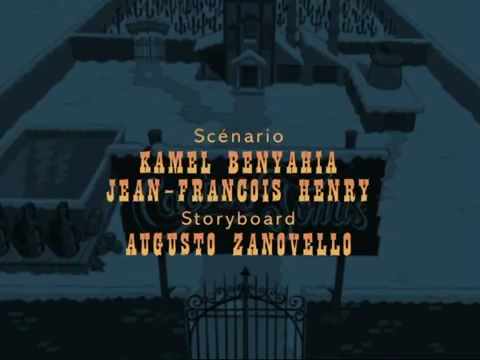 Scénario
KAMEL BENYAHIA
JEAN-FRANCOIS HENRY
Storyboard
AUGUSTO ZANOVELLO